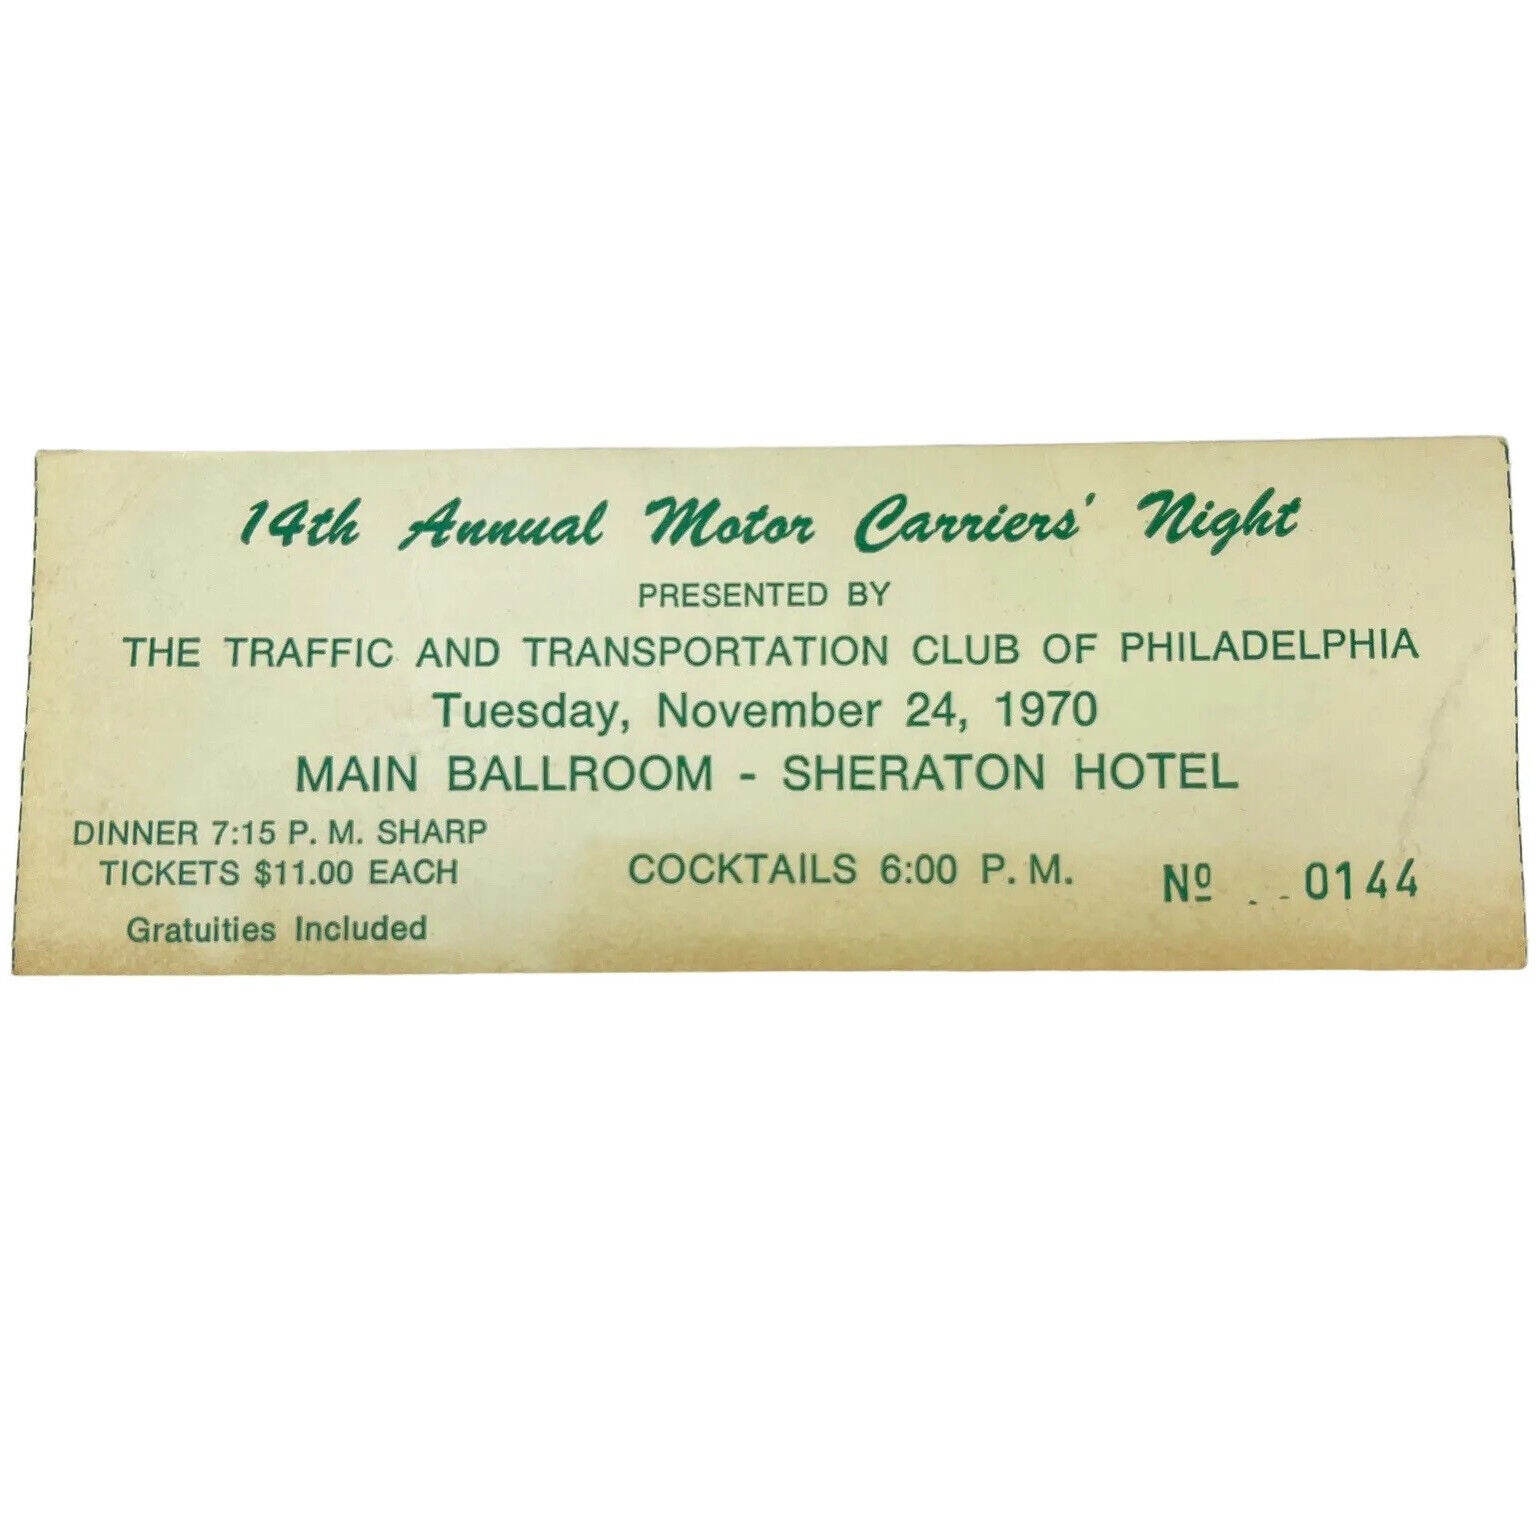 14th Annual Motor Carriers' Night
PRESENTED BY
THE TRAFFIC AND TRANSPORTATION CLUB OF PHILADELPHIA
Tuesday, November 24, 1970
MAIN BALLROOM - SHERATON HOTEL
DINNER 7:15 P. M. SHARP
TICKETS $11.00 EACH
Gratuities Included
COCKTAILS 6:00 P. M.
Nº 0144